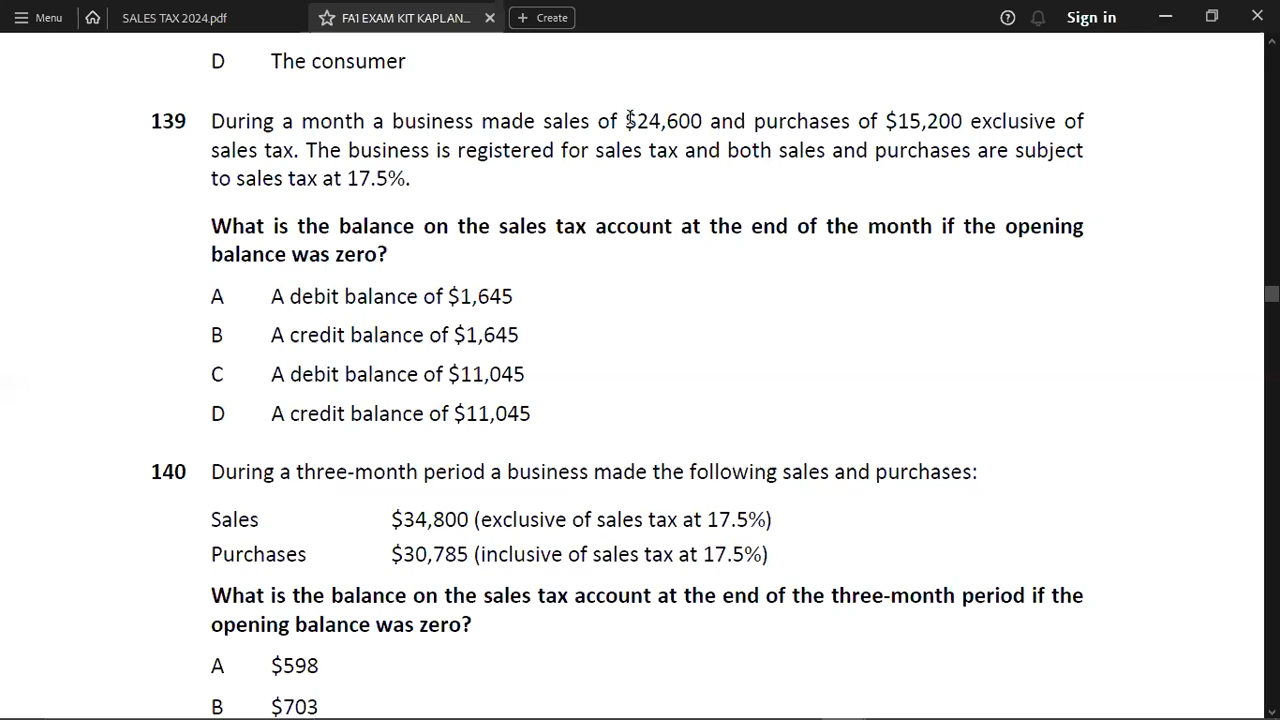 Menu
SALES TAX 2024.pdf
FA1 EXAM KIT KAPLAN...
Create
Sign in
D The consumer
139 During a month a business made sales of $24,600 and purchases of $15,200 exclusive of
sales tax. The business is registered for sales tax and both sales and purchases are subject
to sales tax at 17.5%.
What is the balance on the sales tax account at the end of the month if the opening
balance was zero?
A A debit balance of $1,645
B A credit balance of $1,645
C A debit balance of $11,045
D A credit balance of $11,045
140 During a three-month period a business made the following sales and purchases:
Sales $34,800 (exclusive of sales tax at 17.5%)
Purchases $30,785 (inclusive of sales tax at 17.5%)
What is the balance on the sales tax account at the end of the three-month period if the
opening balance was zero?
A $598
B $703